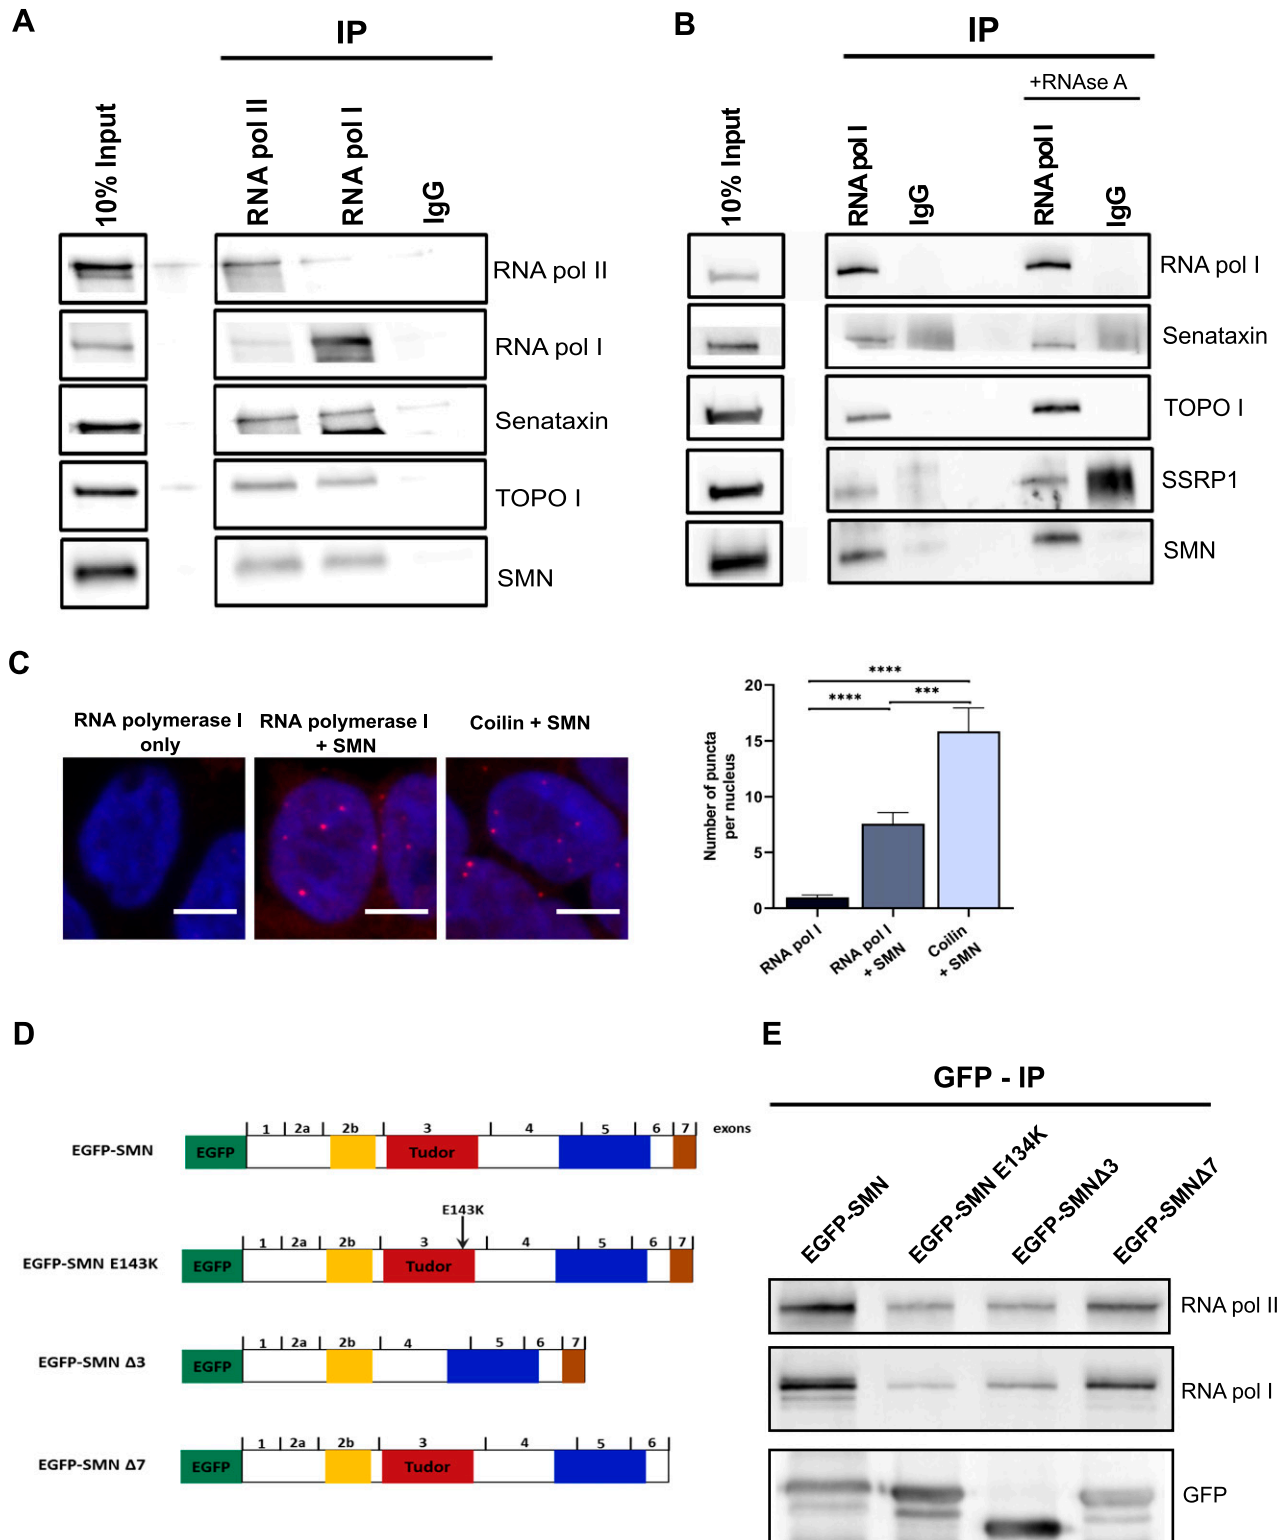 A
IP
10% Input
RNA pol II
RNA pol I
IgG
RNA pol II
RNA pol I
Senataxin
TOPO I
SMN
B
IP
+RNAse A
10% Input
RNA pol I
IgG
RNA pol I
IgG
RNA pol I
Senataxin
TOPO I
SSRP1
SMN
C
RNA polymerase I
only
RNA polymerase I
+ SMN
Coilin + SMN
Number of puncta
per nucleus
20
15
10
5
0
****
****
***
RNA pol I
RNA pol I
+ SMN
Coilin
+ SMN
D
1 2a 2b 3 4 5 6 7 exons
EGFP-SMN EGFP Tudor
E143K
1 2a 2b 3 4 5 6 7
EGFP-SMN E143K EGFP Tudor
1 2a 2b 4 5 6 7
EGFP-SMN Δ3 EGFP
1 2a 2b 3 4 5 6
EGFP-SMN Δ7 EGFP Tudor
E
GFP - IP
EGFP-SMN
EGFP-SMN E134K
EGFP-SMNΔ3
EGFP-SMNΔ7
RNA pol II
RNA pol I
GFP